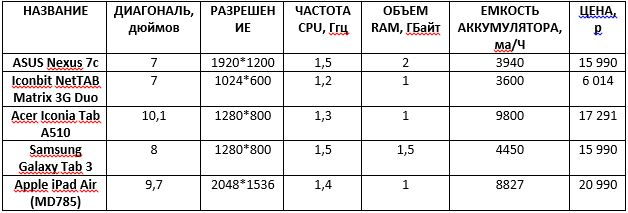 НАЗВАНИЕ ДИАГОНАЛЬ, РАЗРЕШЕН ЧАСТОТА ОБЪЕМ ЕМКОСТЬ ЦЕНА,
дюймов ИЕ CPU, Ггц RAM, ГБайт АККУМУЛЯТОРА, р
ма/Ч
ASUS Nexus 7c 7 1920*1200 1,5 2 3940 15 990
Iconbit NetTAB 7 1024*600 1,2 1 3600 6 014
Matrix 3G Duo
Acer Iconia Tab 10,1 1280*800 1,3 1 9800 17 291
A510
Samsung 8 1280*800 1,5 1,5 4450 15 990
Galaxy Tab 3
Apple iPad Air 9,7 2048*1536 1,4 1 8827 20 990
(MD785)